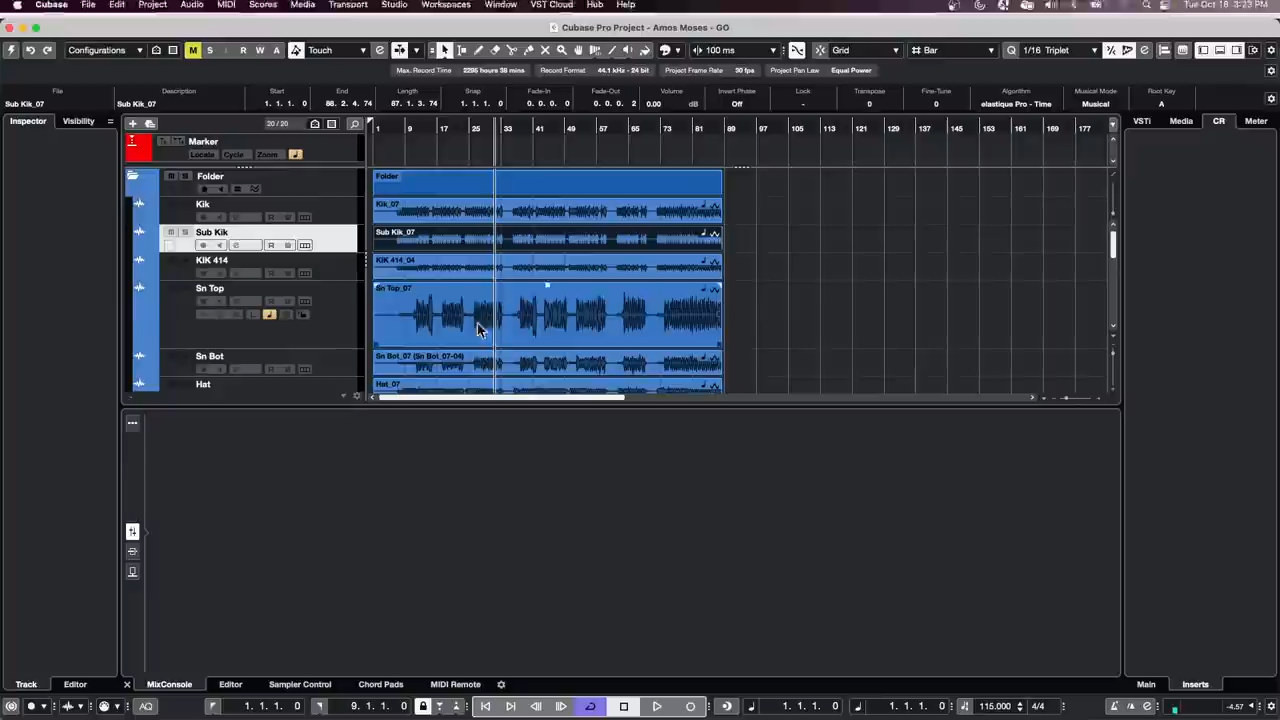 Cubase File Edit Project Audio MIDI Scores Media Transport Studio Workspaces Window VST Cloud Hub Help
Tue Oct 18 3:23 PM
Cubase Pro Project - Amos Moses - GO
Configurations M S L R W A Touch 100 ms Grid Bar 1/16 Triplet
Max. Record Time 2295 hours 36 mins Record Format 44.1 kHz - 24 bit Project Frame Rate 30 fps Project Pan Law Equal Power
File Description Start End Length Snap Fade-In Fade-Out Volume Invert Phase Lock Transpose Fine-Tune Algorithm Musical Mode Root Key
Sub Kik_07 Sub Kik_07 1. 1. 1. 0 88. 2. 4. 74 87. 1. 3. 74 1. 1. 1. 0 0. 0. 0. 0 0. 0. 0. 2 0.00 dB Off - 0 0 elastique Pro - Time Musical A
Inspector Visibility
20 / 20
1 9 17 25 33 41 49 57 65 73 81 89 97 105 113 121 129 137 145 153 161 169 177
VSTi Media CR Meter
Marker
Locate Cycle Zoom
Folder
Folder
Kik
Kik_07
Sub Kik
Sub Kik_07
KIK 414
KIK 414_04
Sn Top
Sn Top_07
Sn Bot
Sn Bot_07 (Sn Bot_07-04)
Hat
Hat_07
Track Editor MixConsole Editor Sampler Control Chord Pads MIDI Remote Main Inserts
AQ 1. 1. 1. 0 9. 1. 1. 0 1. 1. 1. 0 1. 1. 1. 0 115.000 4/4 -4.57